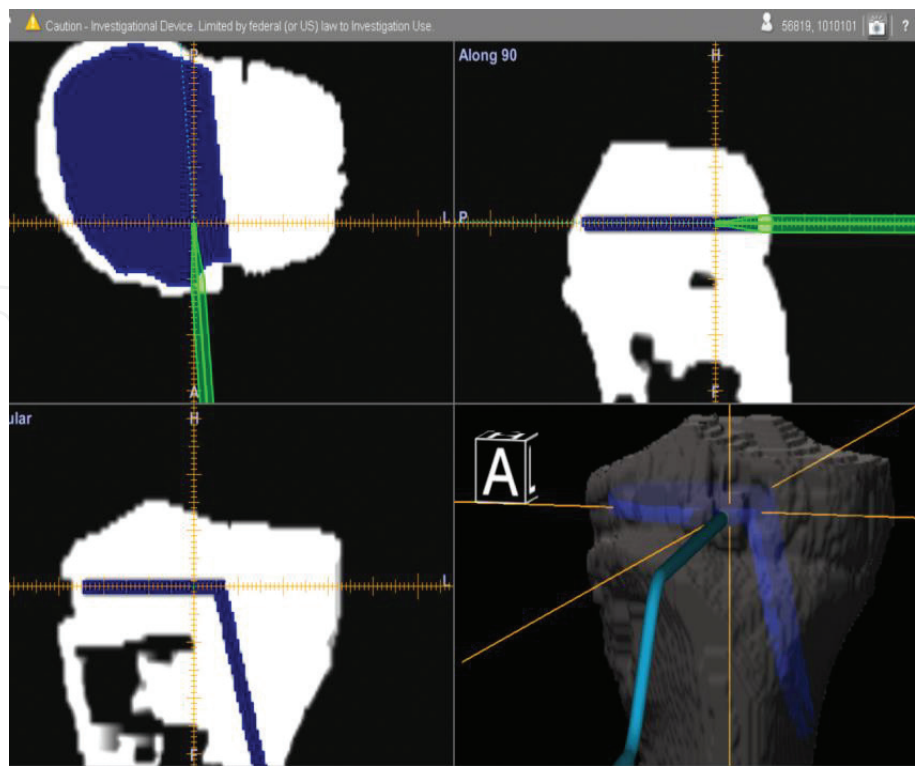 Caution - Investigational Device. Limited by federal (or US) law to Investigation Use.
56819, 1010101
?
P
L
A
Along 90
H
P
F
ular
H
L
F
H
A
L